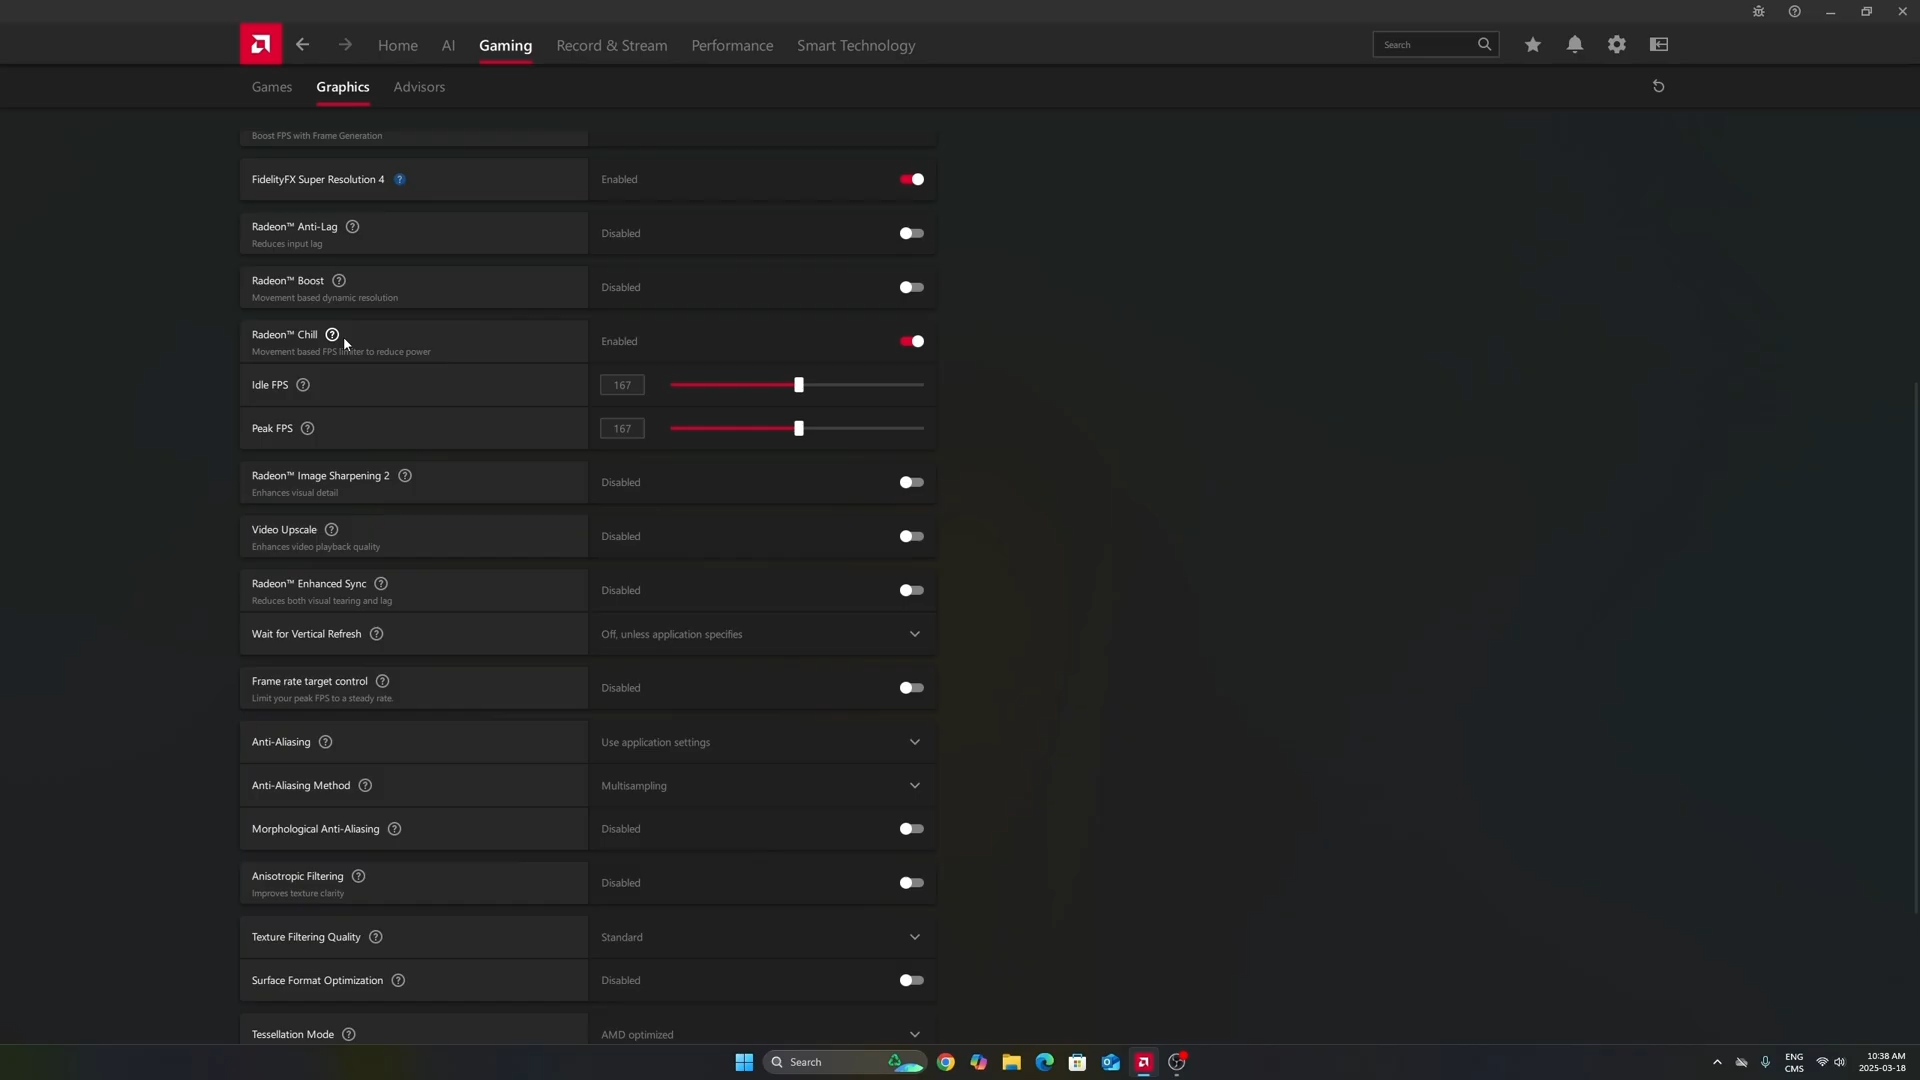 Home AI Gaming Record & Stream Performance Smart Technology Search
Games Graphics Advisors
Boost FPS with Frame Generation
FidelityFX Super Resolution 4 ? Enabled
Radeon™ Anti-Lag ? Disabled
Reduces input lag
Radeon™ Boost ? Disabled
Movement based dynamic resolution
Radeon™ Chill ? Enabled
Movement based FPS limiter to reduce power
Idle FPS ? 167
Peak FPS ? 167
Radeon™ Image Sharpening 2 ? Disabled
Enhances visual detail
Video Upscale ? Disabled
Enhances video playback quality
Radeon™ Enhanced Sync ? Disabled
Reduces both visual tearing and lag
Wait for Vertical Refresh ? Off, unless application specifies
Frame rate target control ? Disabled
Limit your peak FPS to a steady rate.
Anti-Aliasing ? Use application settings
Anti-Aliasing Method ? Multisampling
Morphological Anti-Aliasing ? Disabled
Anisotropic Filtering ? Disabled
Improves texture clarity
Texture Filtering Quality ? Standard
Surface Format Optimization ? Disabled
Tessellation Mode ? AMD optimized
Search ENG 10:38 AM
CMS 2025-03-18